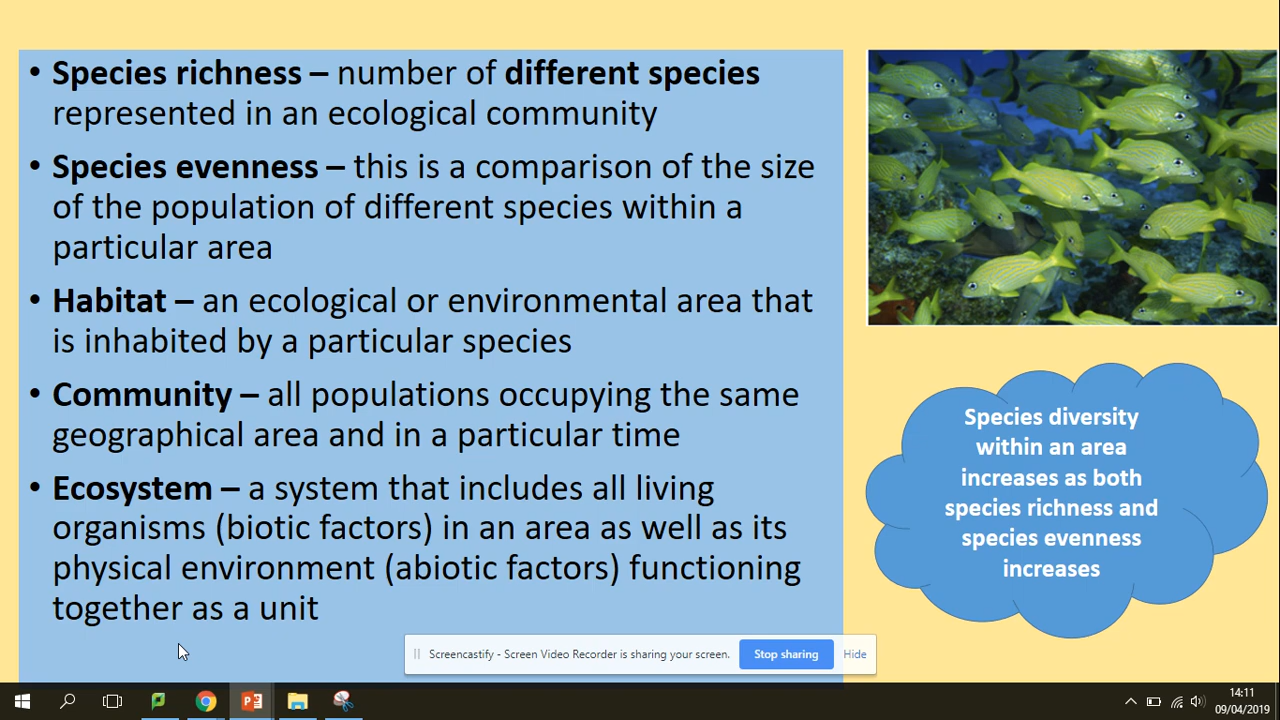 • Species richness – number of different species
represented in an ecological community
• Species evenness – this is a comparison of the size
of the population of different species within a
particular area
• Habitat – an ecological or environmental area that
is inhabited by a particular species
• Community – all populations occupying the same
geographical area and in a particular time
• Ecosystem – a system that includes all living
organisms (biotic factors) in an area as well as its
physical environment (abiotic factors) functioning
together as a unit
Species diversity
within an area
increases as both
species richness and
species evenness
increases
Screencastify - Screen Video Recorder is sharing your screen.
Stop sharing
Hide
14:11
09/04/2019